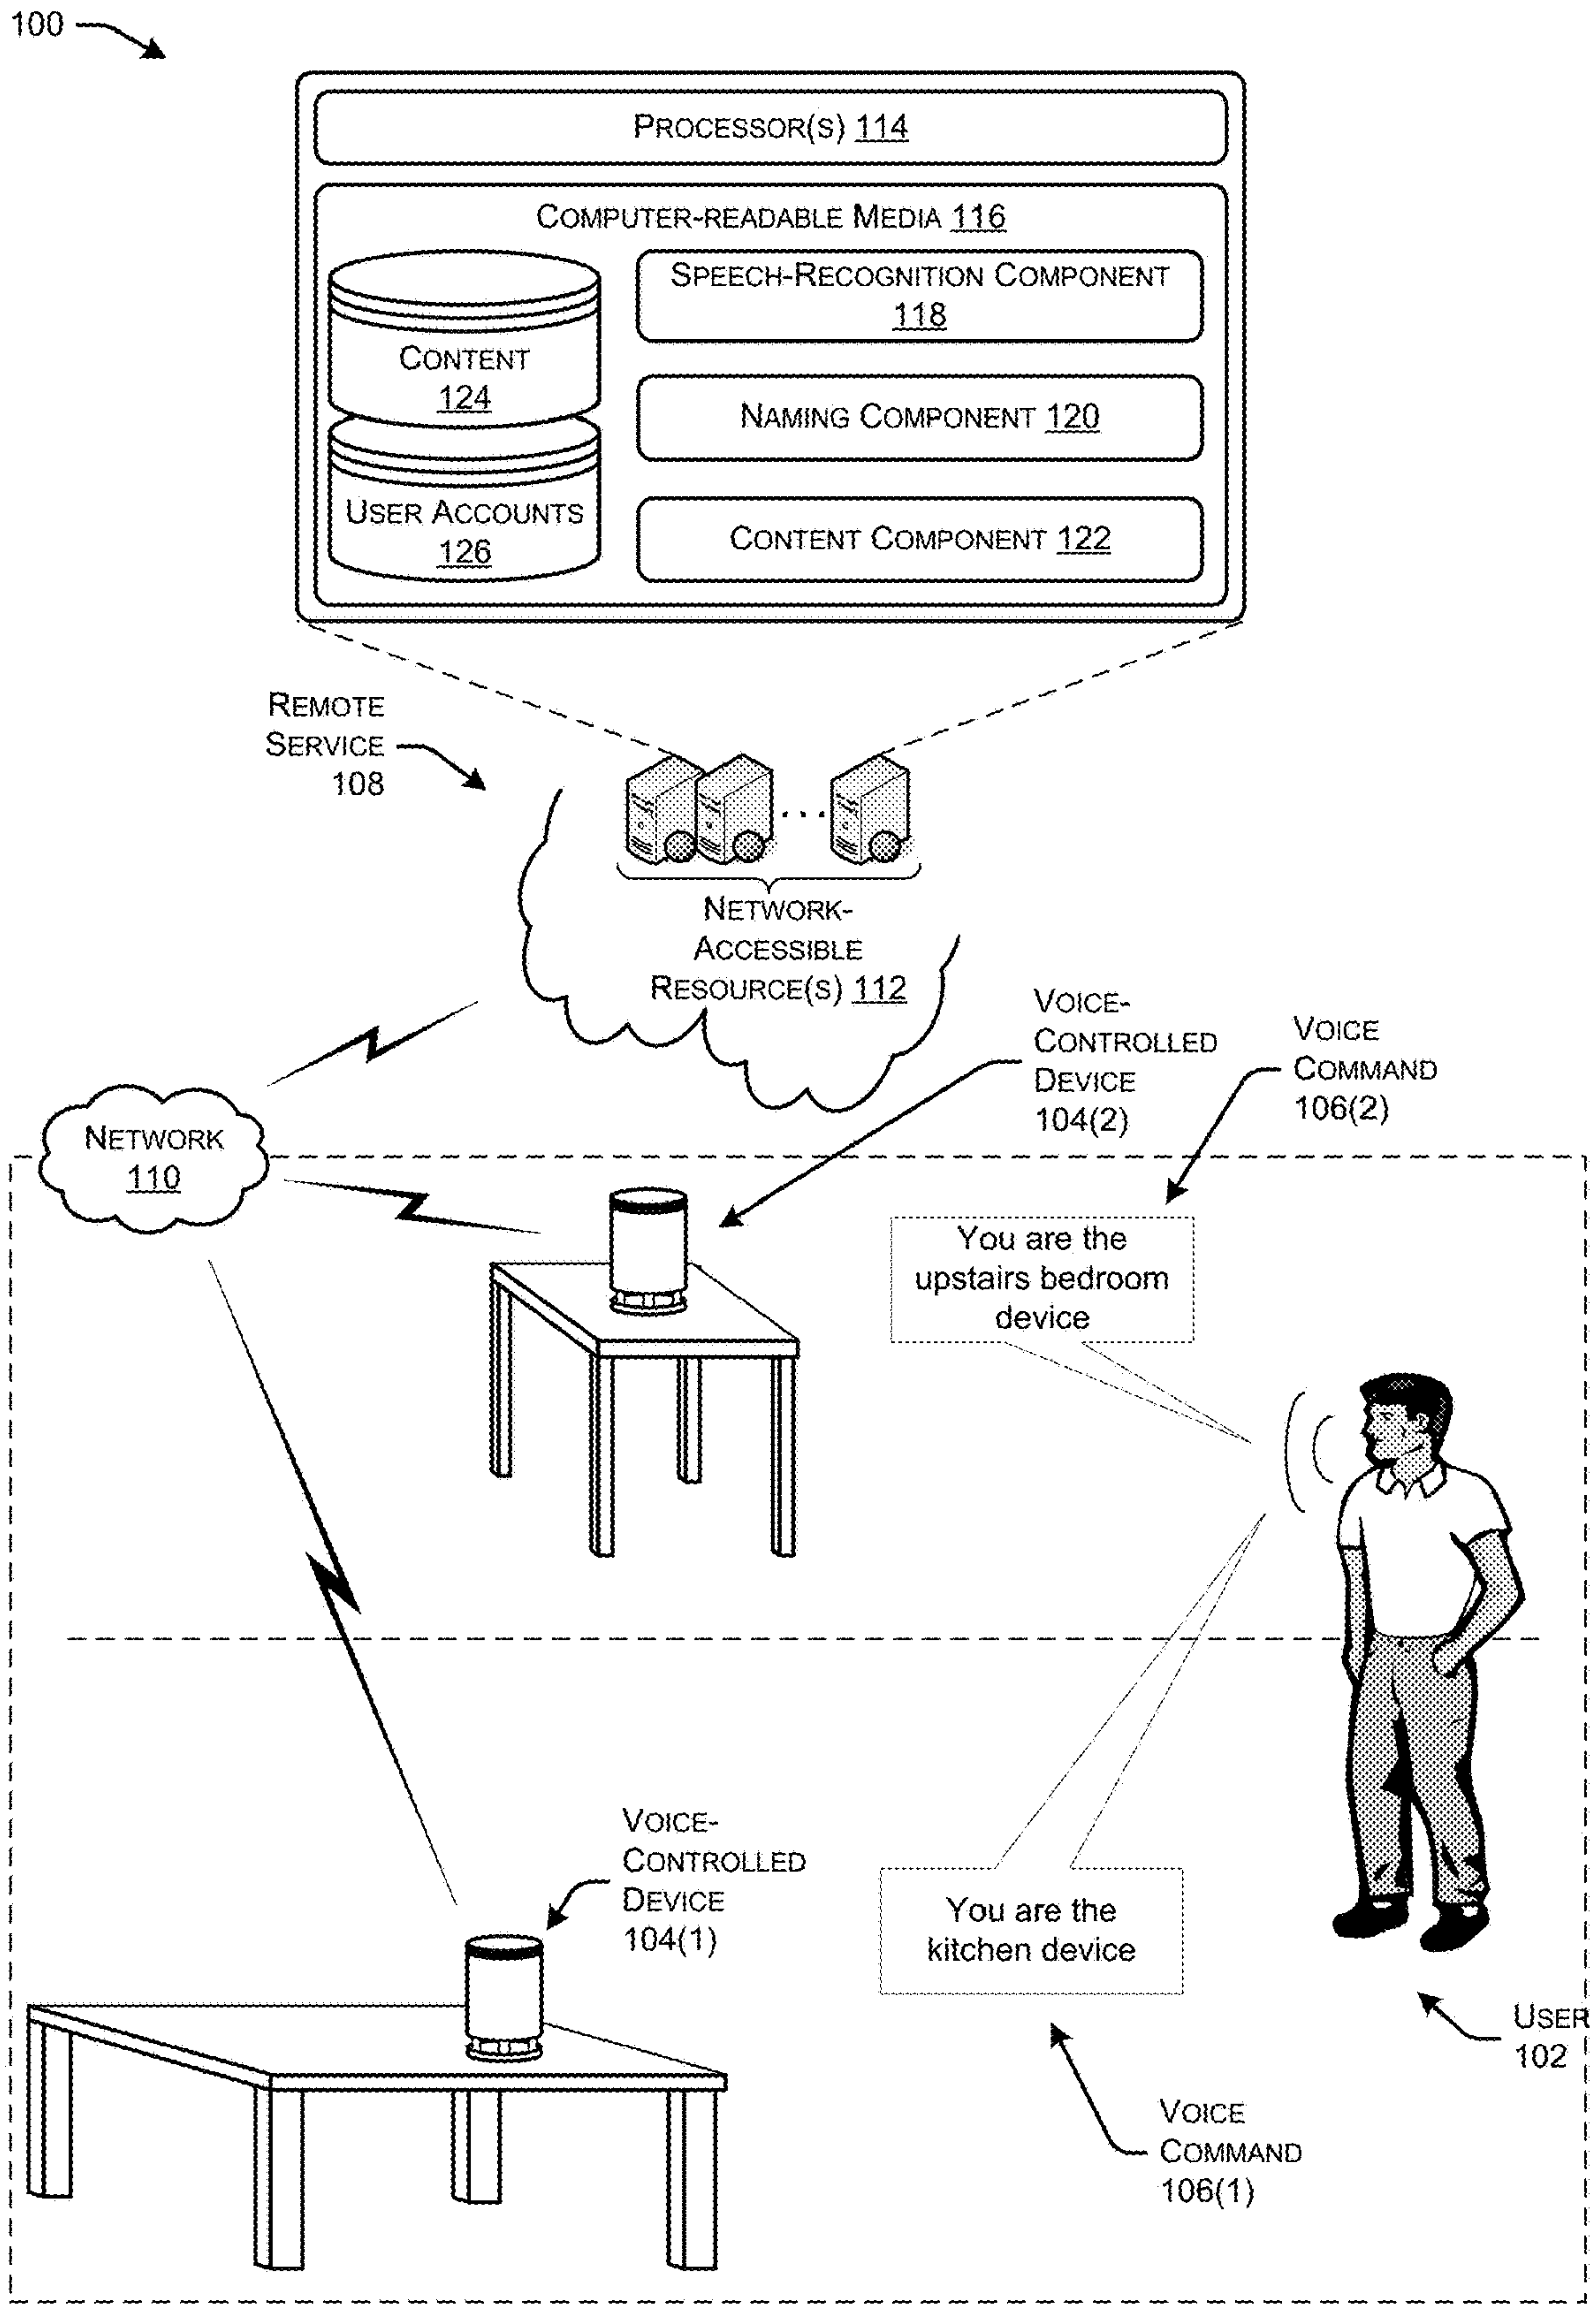 100
PROCESSOR(S) 114
COMPUTER-READABLE MEDIA 116
SPEECH-RECOGNITION COMPONENT
118
CONTENT
124
NAMING COMPONENT 120
USER ACCOUNTS
126
CONTENT COMPONENT 122
REMOTE
SERVICE
108
...
NETWORK-
ACCESSIBLE
RESOURCE(S) 112
VOICE-
CONTROLLED
DEVICE
104(2)
VOICE
COMMAND
106(2)
NETWORK
110
You are the
upstairs bedroom
device
VOICE-
CONTROLLED
DEVICE
104(1)
You are the
kitchen device
USER
102
VOICE
COMMAND
106(1)